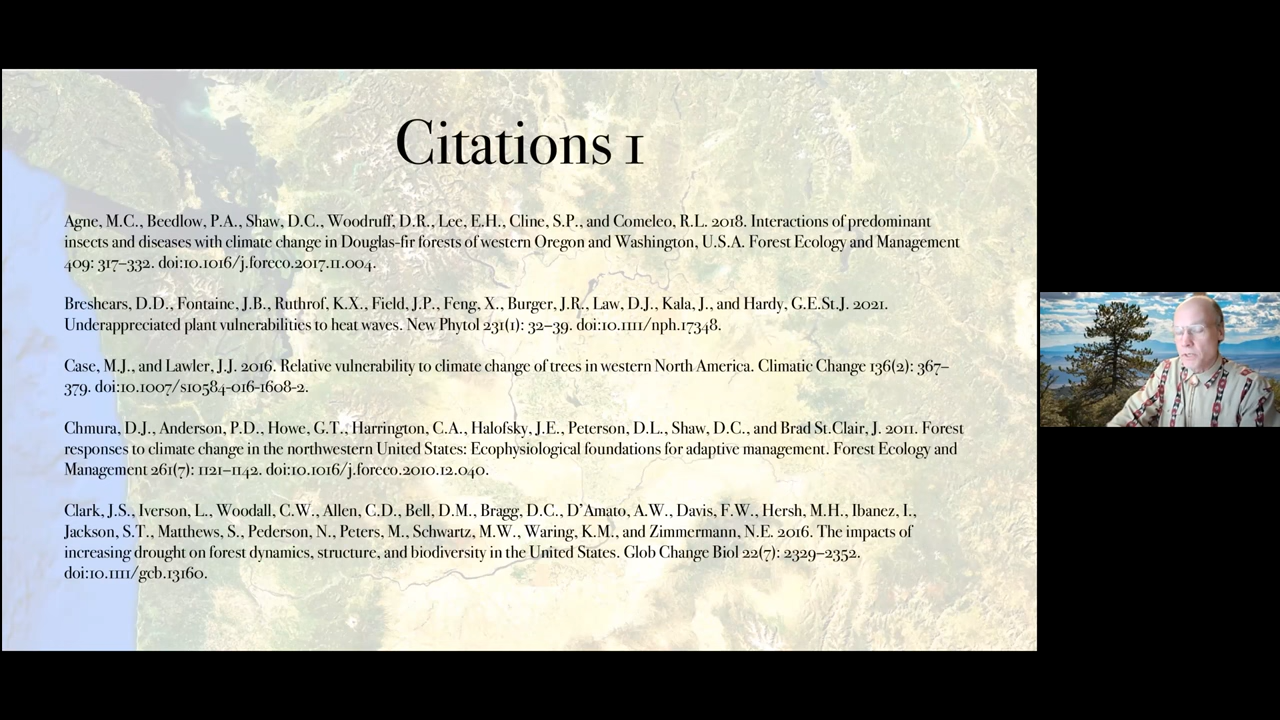 Citations 1
Agne, M.C., Beedlow, P.A., Shaw, D.C., Woodruff, D.R., Lee, E.H., Cline, S.P., and Comeleo, R.L. 2018. Interactions of predominant
insects and diseases with climate change in Douglas-fir forests of western Oregon and Washington, U.S.A. Forest Ecology and Management
409: 317–332. doi:10.1016/j.foreco.2017.11.004.
Breshears, D.D., Fontaine, J.B., Ruthrof, K.X., Field, J.P., Feng, X., Burger, J.R., Law, D.J., Kala, J., and Hardy, G.E.St.J. 2021.
Underappreciated plant vulnerabilities to heat waves. New Phytol 231(1): 32–39. doi:10.1111/nph.17348.
Case, M.J., and Lawler, J.J. 2016. Relative vulnerability to climate change of trees in western North America. Climatic Change 136(2): 367–
379. doi:10.1007/s10584-016-1608-2.
Chmura, D.J., Anderson, P.D., Howe, G.T., Harrington, C.A., Halofsky, J.E., Peterson, D.L., Shaw, D.C., and Brad St.Clair, J. 2011. Forest
responses to climate change in the northwestern United States: Ecophysiological foundations for adaptive management. Forest Ecology and
Management 261(7): 1121–1142. doi:10.1016/j.foreco.2010.12.040.
Clark, J.S., Iverson, L., Woodall, C.W., Allen, C.D., Bell, D.M., Bragg, D.C., D'Amato, A.W., Davis, F.W., Hersh, M.H., Ibanez, I.,
Jackson, S.T., Matthews, S., Pederson, N., Peters, M., Schwartz, M.W., Waring, K.M., and Zimmermann, N.E. 2016. The impacts of
increasing drought on forest dynamics, structure, and biodiversity in the United States. Glob Change Biol 22(7): 2329–2352.
doi:10.1111/gcb.13160.